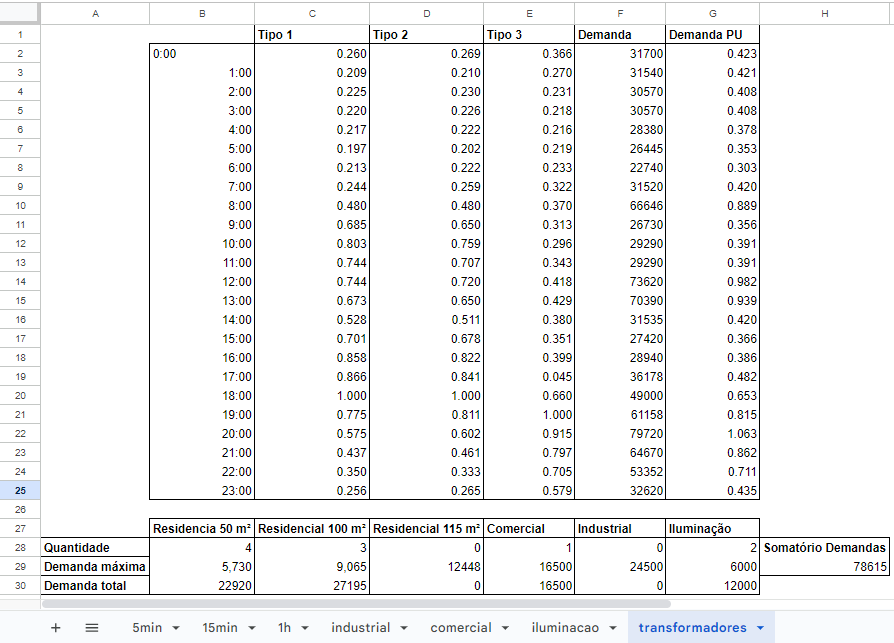 A B C D E F G H
1 Tipo 1 Tipo 2 Tipo 3 Demanda Demanda PU
2 0:00 0.260 0.269 0.366 31700 0.423
3 1:00 0.209 0.210 0.270 31540 0.421
4 2:00 0.225 0.230 0.231 30570 0.408
5 3:00 0.220 0.226 0.218 30570 0.408
6 4:00 0.217 0.222 0.216 28380 0.378
7 5:00 0.197 0.202 0.219 26445 0.353
8 6:00 0.213 0.222 0.233 22740 0.303
9 7:00 0.244 0.259 0.322 31520 0.420
10 8:00 0.480 0.480 0.370 66646 0.889
11 9:00 0.685 0.650 0.313 26730 0.356
12 10:00 0.803 0.759 0.296 29290 0.391
13 11:00 0.744 0.707 0.343 29290 0.391
14 12:00 0.744 0.720 0.418 73620 0.982
15 13:00 0.673 0.650 0.429 70390 0.939
16 14:00 0.528 0.511 0.380 31535 0.420
17 15:00 0.701 0.678 0.351 27420 0.366
18 16:00 0.858 0.822 0.399 28940 0.386
19 17:00 0.866 0.841 0.045 36178 0.482
20 18:00 1.000 1.000 0.660 49000 0.653
21 19:00 0.775 0.811 1.000 61158 0.815
22 20:00 0.575 0.602 0.915 79720 1.063
23 21:00 0.437 0.461 0.797 64670 0.862
24 22:00 0.350 0.333 0.705 53352 0.711
25 23:00 0.256 0.265 0.579 32620 0.435
26
27 Residencia 50 m² Residencial 100 m² Residencial 115 m² Comercial Industrial Iluminação
28 Quantidade 4 3 0 1 0 2 Somatório Demandas
29 Demanda máxima 5,730 9,065 12448 16500 24500 6000 78615
30 Demanda total 22920 27195 0 16500 0 12000
5min 15min 1h industrial comercial iluminacao transformadores